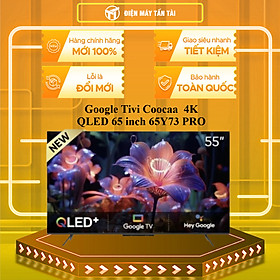 ĐIỆN MÁY TẤN TÀI
Hàng chính hãng
MỚI 100%
Giao siêu nhanh
TIẾT KIỆM
Lỗi là
ĐỔI MỚI
Bảo hành
TOÀN QUỐC
Google Tivi Coocaa 4K
QLED 65 inch 65Y73 PRO
NEW
55"
QLED+
Google TV
Hey Google